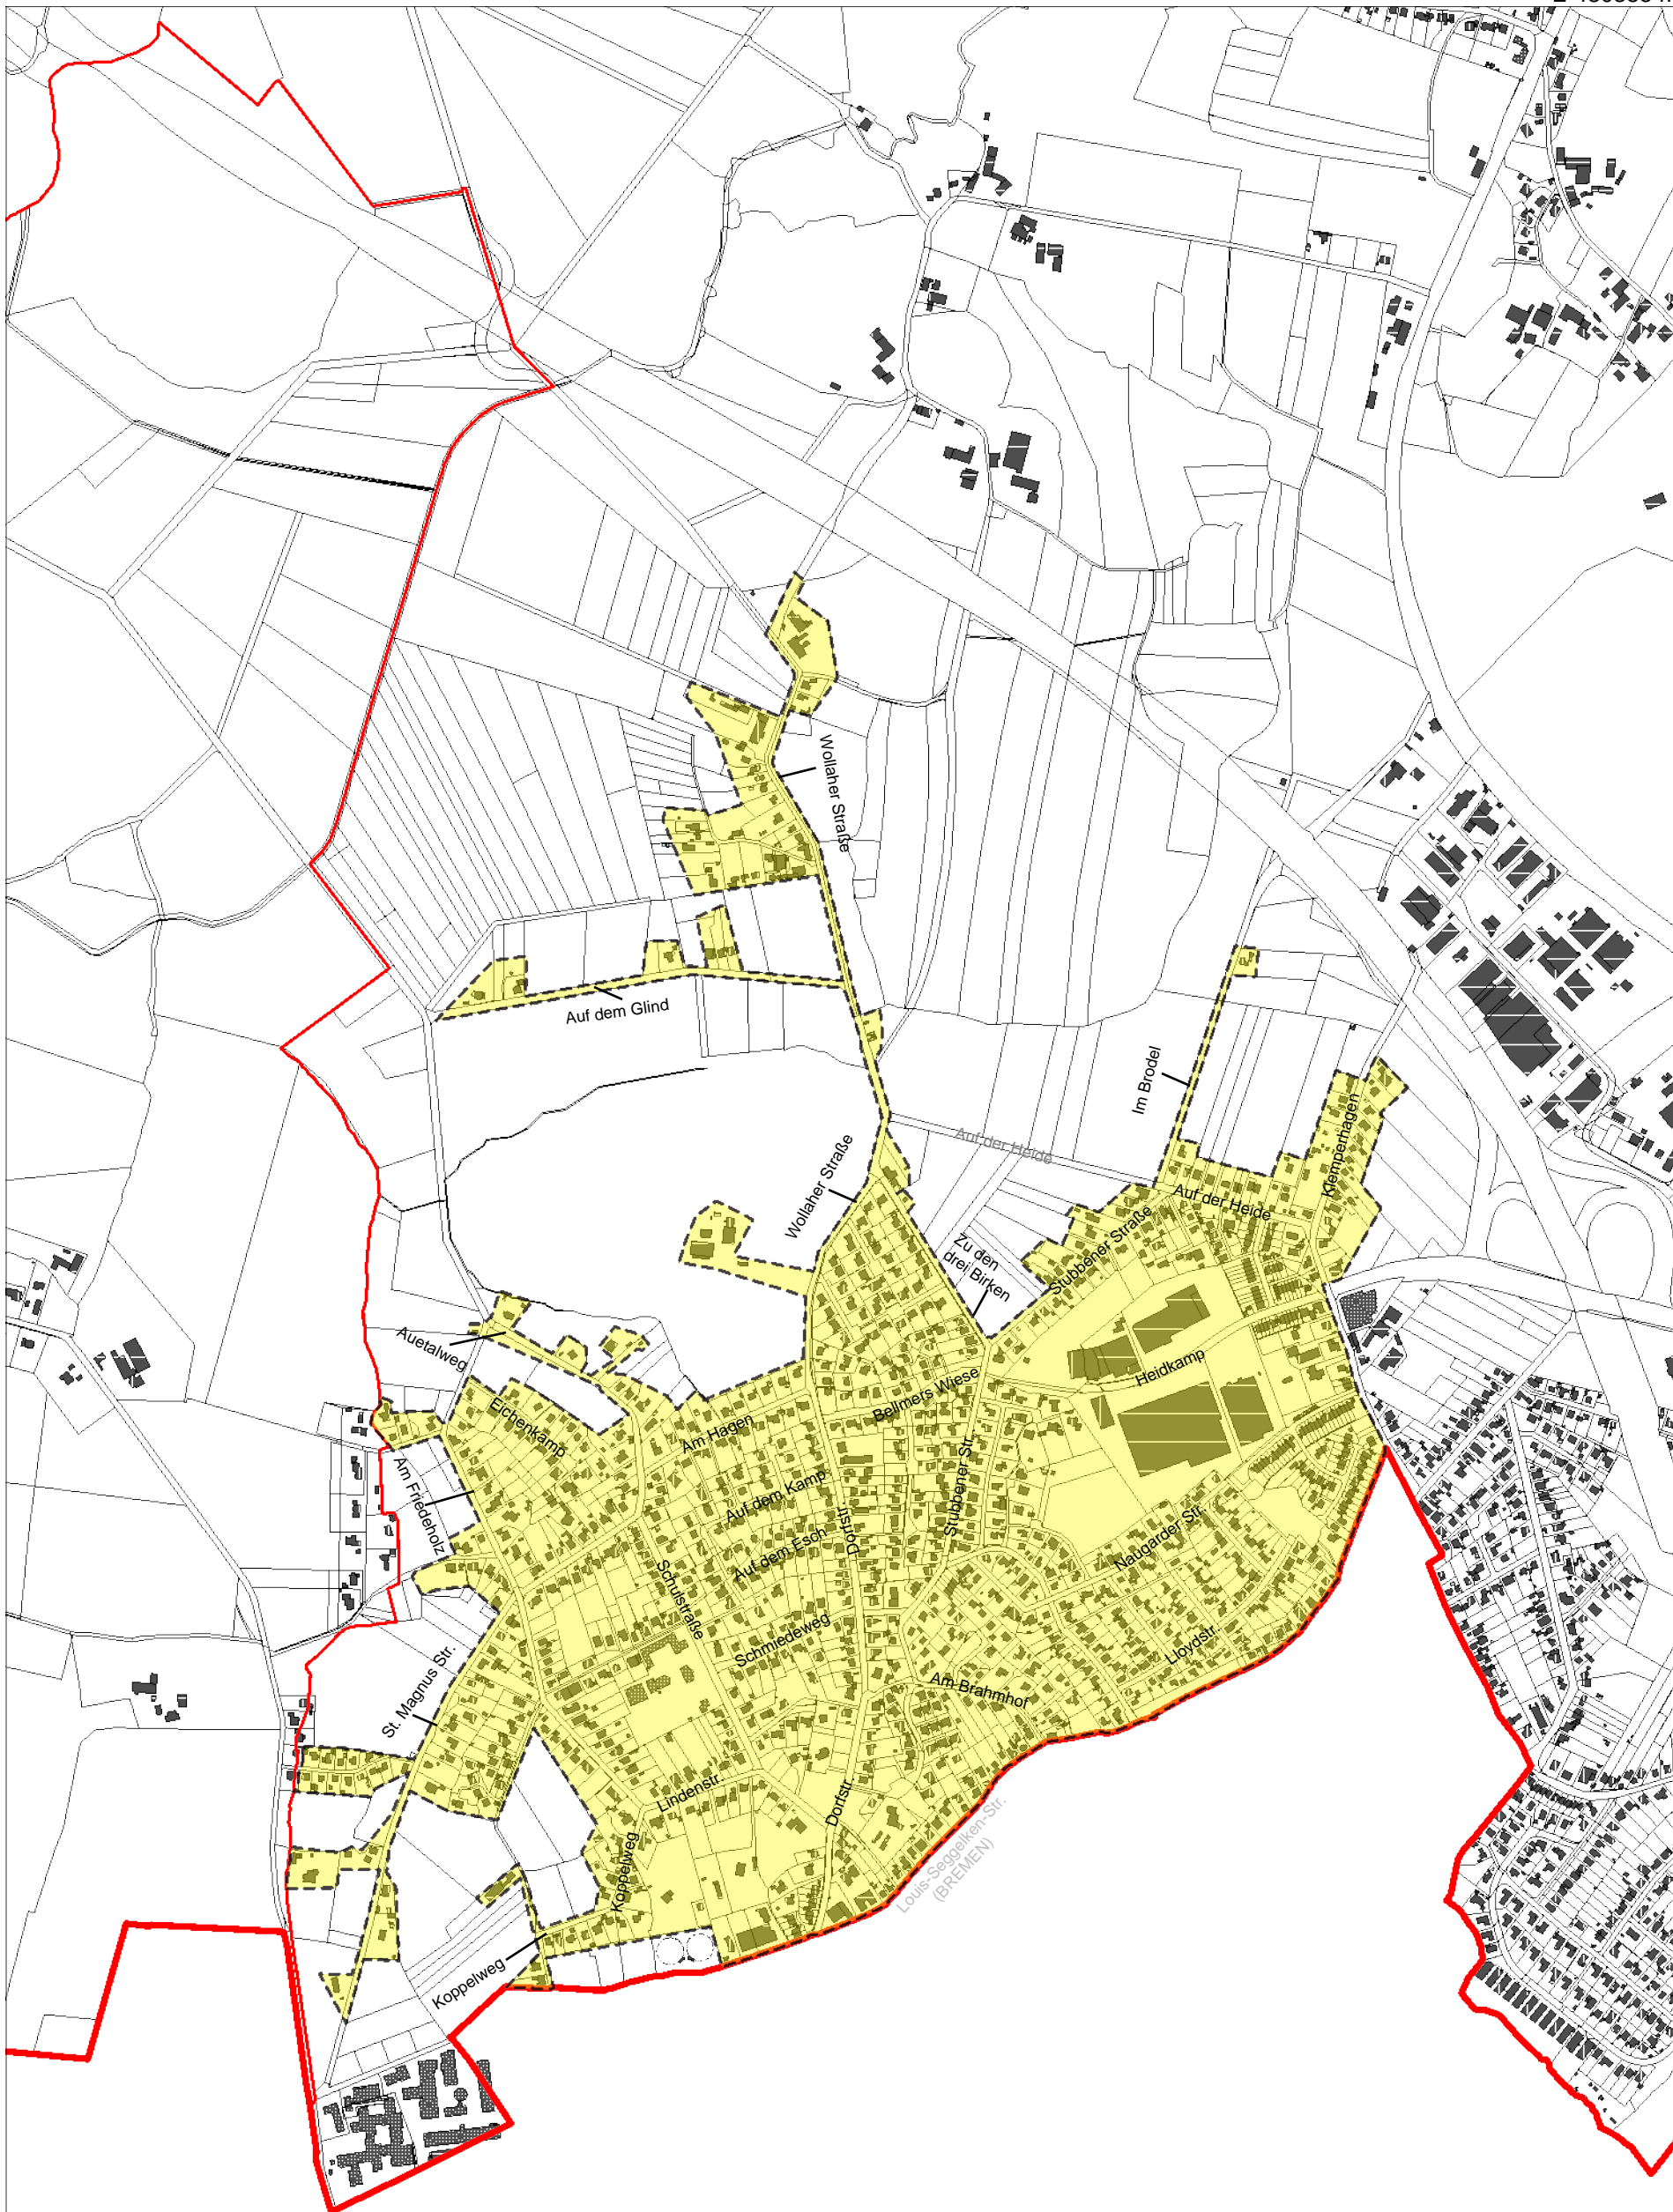 Wollaher Straße
Auf dem Glind
Im Brodel
Auf der Heide
Klemperhagen
Wollaher Straße
Auf der Heide
Stubbener Straße
Zu den
drei Birken
Auetalweg
Heidkamp
Bellmers Wiese
Eichenkamp
Am Hagen
Am Friedeholz
Auf dem Kamp
Stubbener Str.
Dorfstr.
Auf dem Esch
Naugarder Str.
Schulstraße
Schmiedeweg
Lloydstr.
St. Magnus Str.
Am Brahmhof
Lindenstr.
Dorfstr.
Koppelweg
Louis-Seggelken-Str.
(BREMEN)
Koppelweg